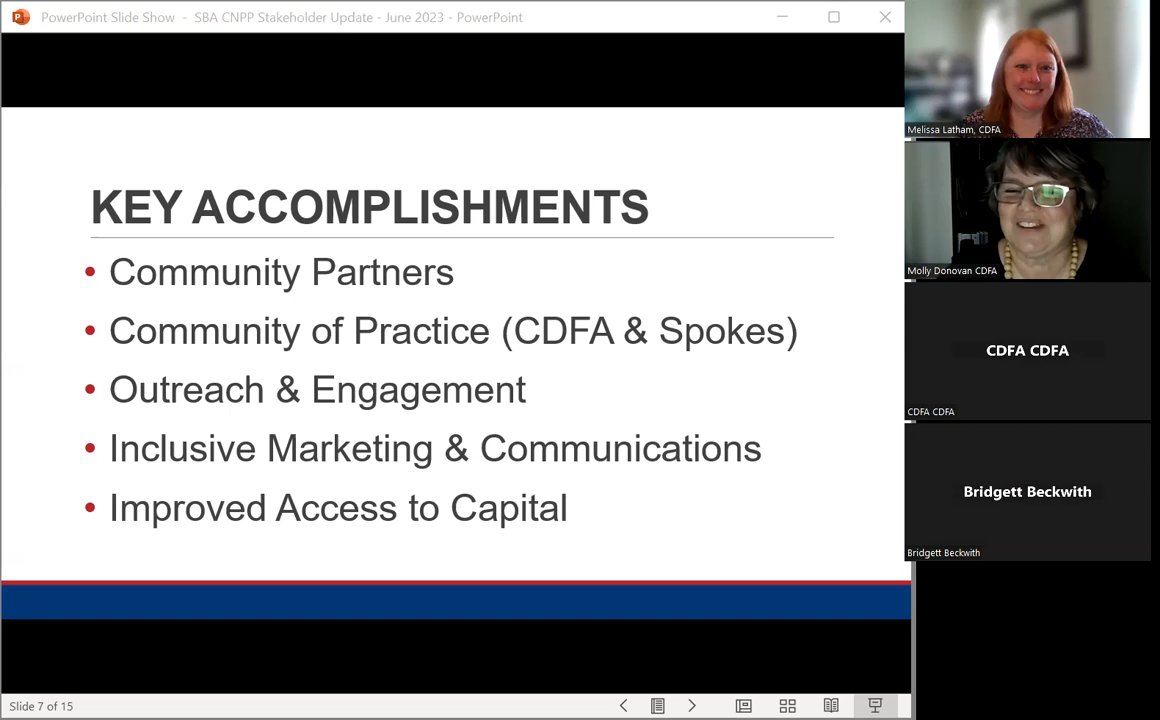 PowerPoint Slide Show - SBA CNPP Stakeholder Update - June 2023 - PowerPoint
KEY ACCOMPLISHMENTS
• Community Partners
• Community of Practice (CDFA & Spokes)
• Outreach & Engagement
• Inclusive Marketing & Communications
• Improved Access to Capital
Slide 7 of 15
Melissa Latham, CDFA
Molly Donovan CDFA
CDFA CDFA
CDFA CDFA
Bridgett Beckwith
Bridgett Beckwith